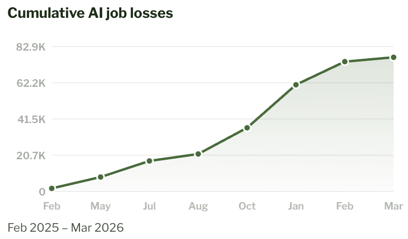 Cumulative AI job losses
82.9K
62.2K
41.5K
20.7K
0
Feb May Jul Aug Oct Jan Feb Mar
Feb 2025 – Mar 2026